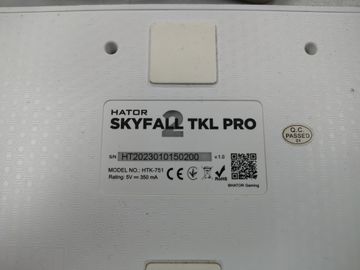 HATOR
SKYFALL 2 TKL PRO
S/N HT2023010150200 v.1.0
MODEL NO.: HTK-751
Rating: 5V ⎓ 350 mA
©HATOR Gaming
Q.C.
PASSED
01